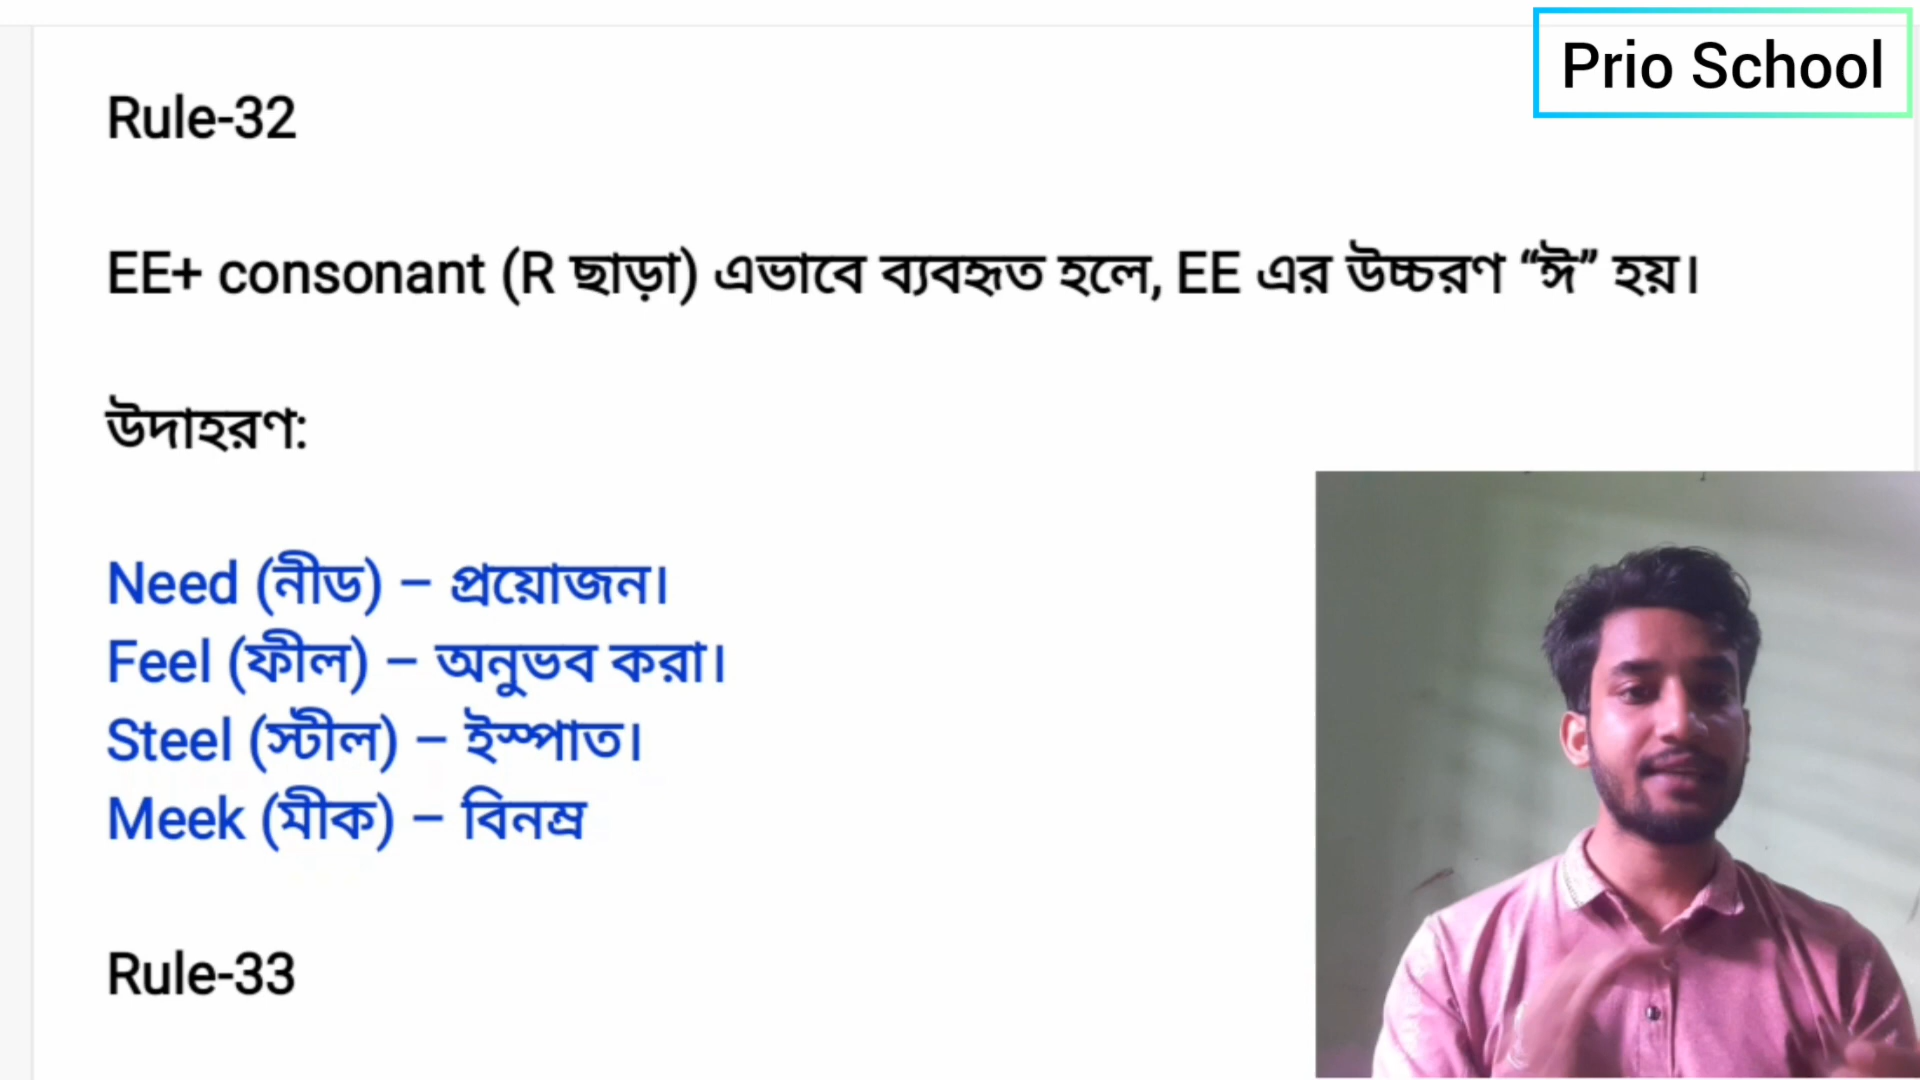 Prio School
Rule-32
EE+ consonant (R ছাড়া) এভাবে ব্যবহৃত হলে, EE এর উচ্চরণ “ঈ” হয়।
উদাহরণ:
Need (নীড) – প্রয়োজন।
Feel (ফীল) – অনুভব করা।
Steel (স্টীল) – ইস্পাত।
Meek (মীক) – বিনম্র
Rule-33